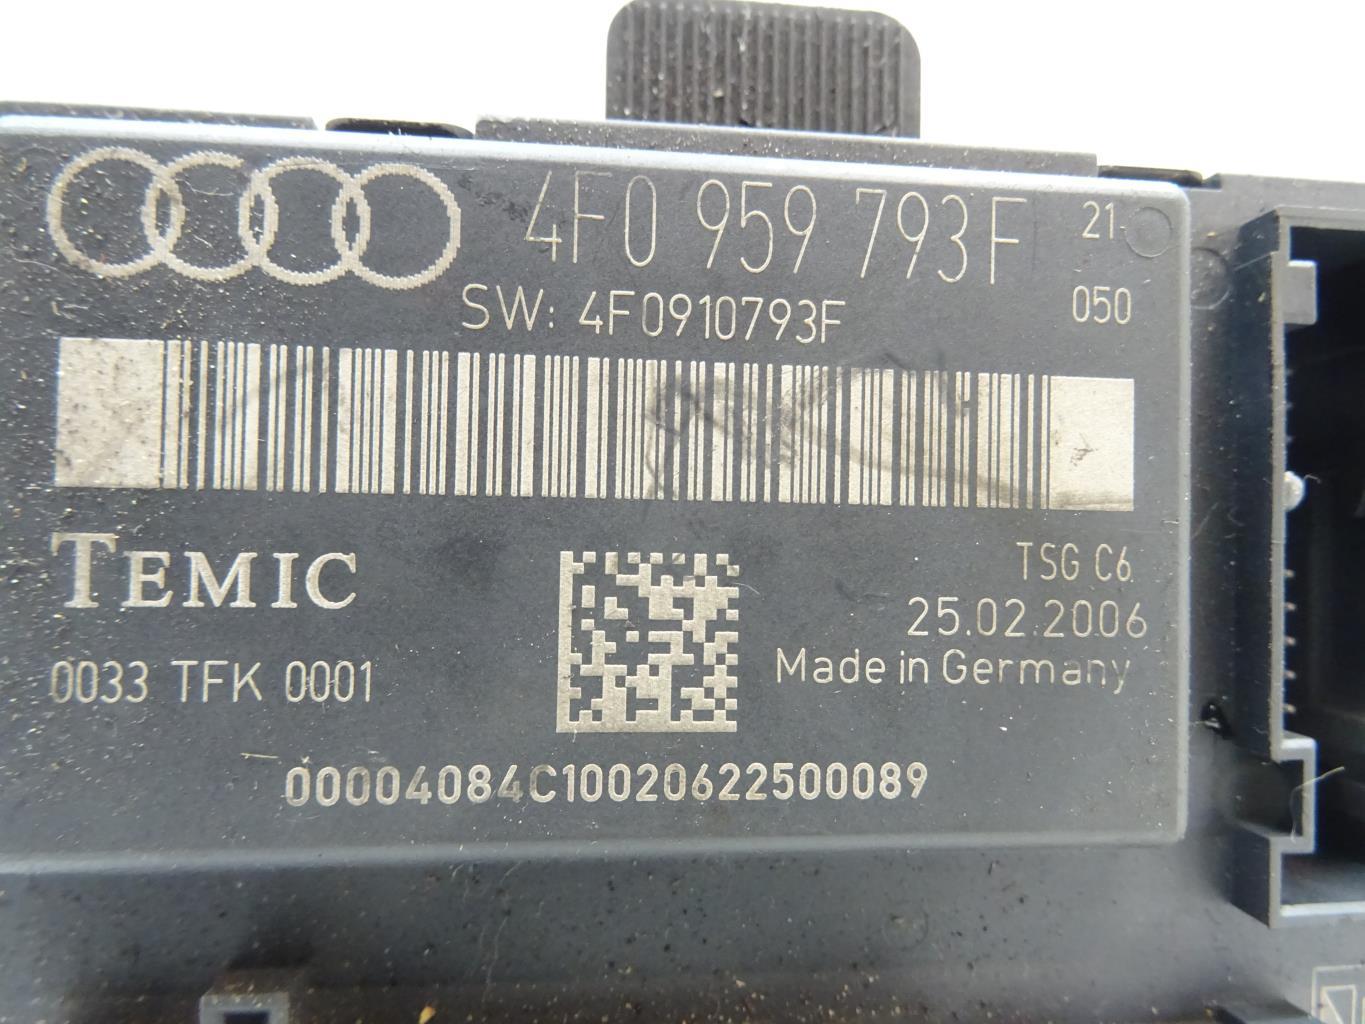 4F0 959 793F 21
SW: 4F0910793F 050
TEMIC
TSG C6
25.02.2006
0033 TFK 0001
Made in Germany
00004084C10020622500089